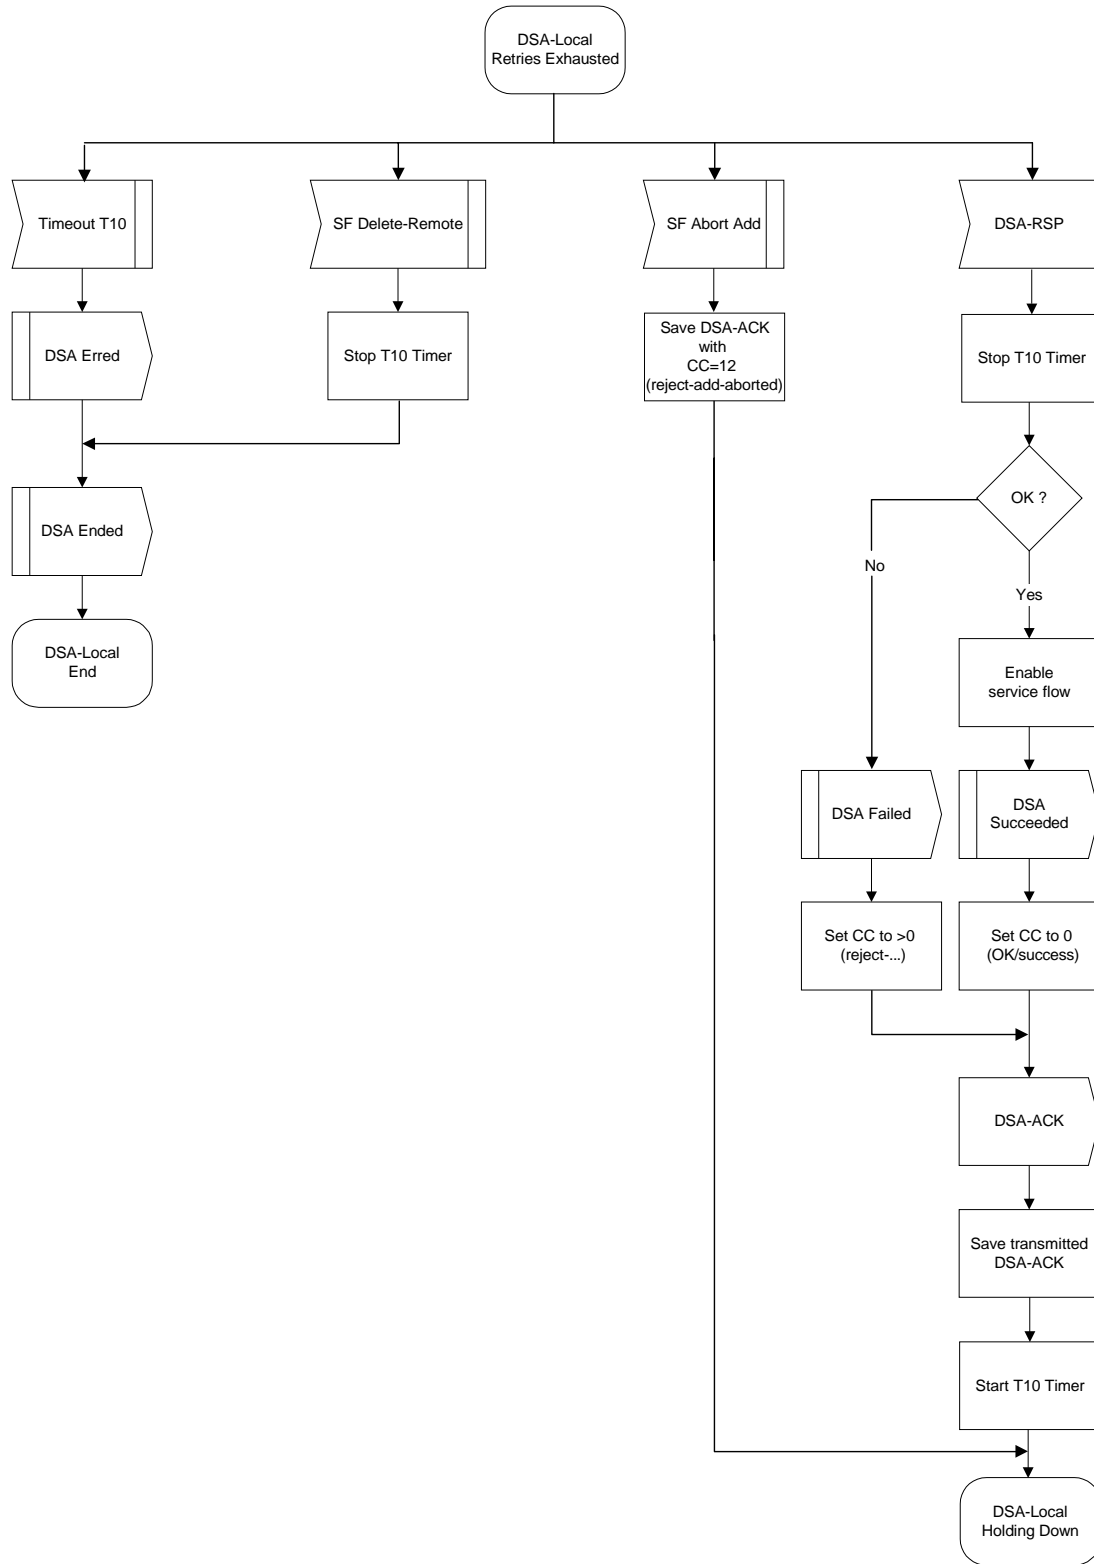 DSA-Local
Retries Exhausted
Timeout T10
SF Delete-Remote
SF Abort Add
DSA-RSP
DSA Erred
Stop T10 Timer
Save DSA-ACK
with
CC=12
(reject-add-aborted)
Stop T10 Timer
DSA Ended
OK ?
No
Yes
DSA-Local
End
Enable
service flow
DSA Failed
DSA
Succeeded
Set CC to >0
(reject-...)
Set CC to 0
(OK/success)
DSA-ACK
Save transmitted
DSA-ACK
Start T10 Timer
DSA-Local
Holding Down